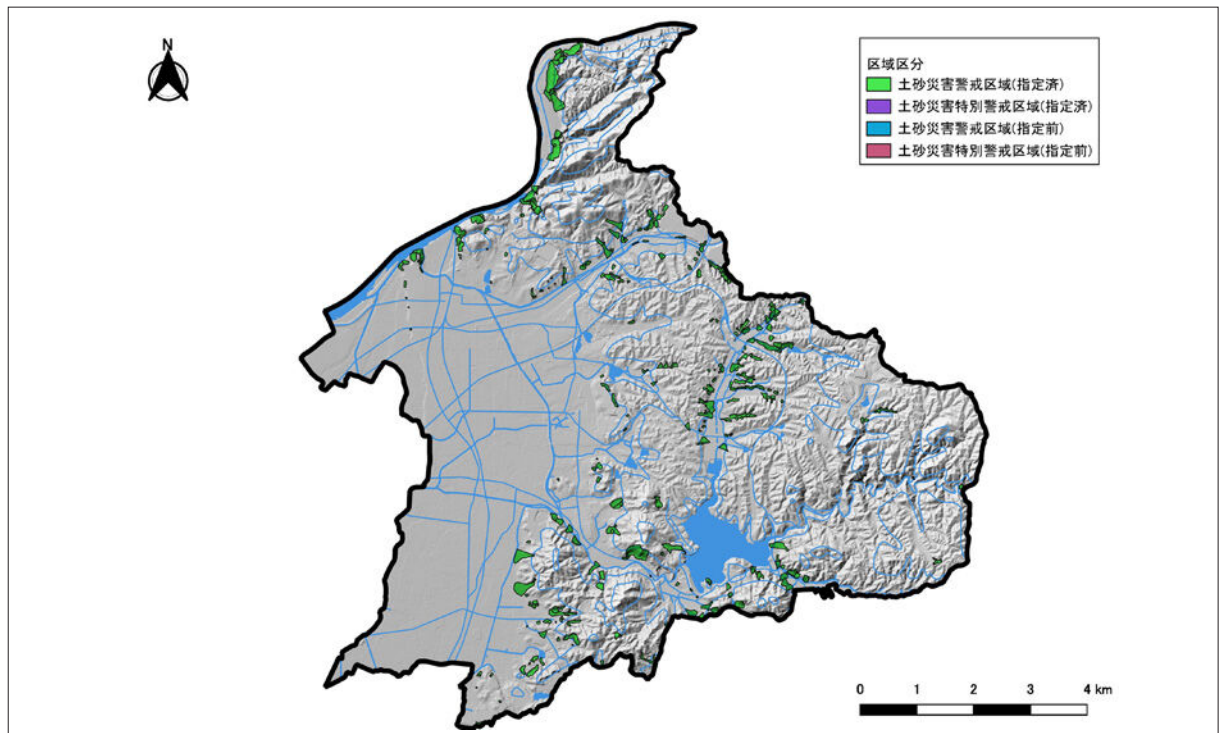 N
区域区分
土砂災害警戒区域(指定済)
土砂災害特別警戒区域(指定済)
土砂災害警戒区域(指定前)
土砂災害特別警戒区域(指定前)
0 1 2 3 4 km